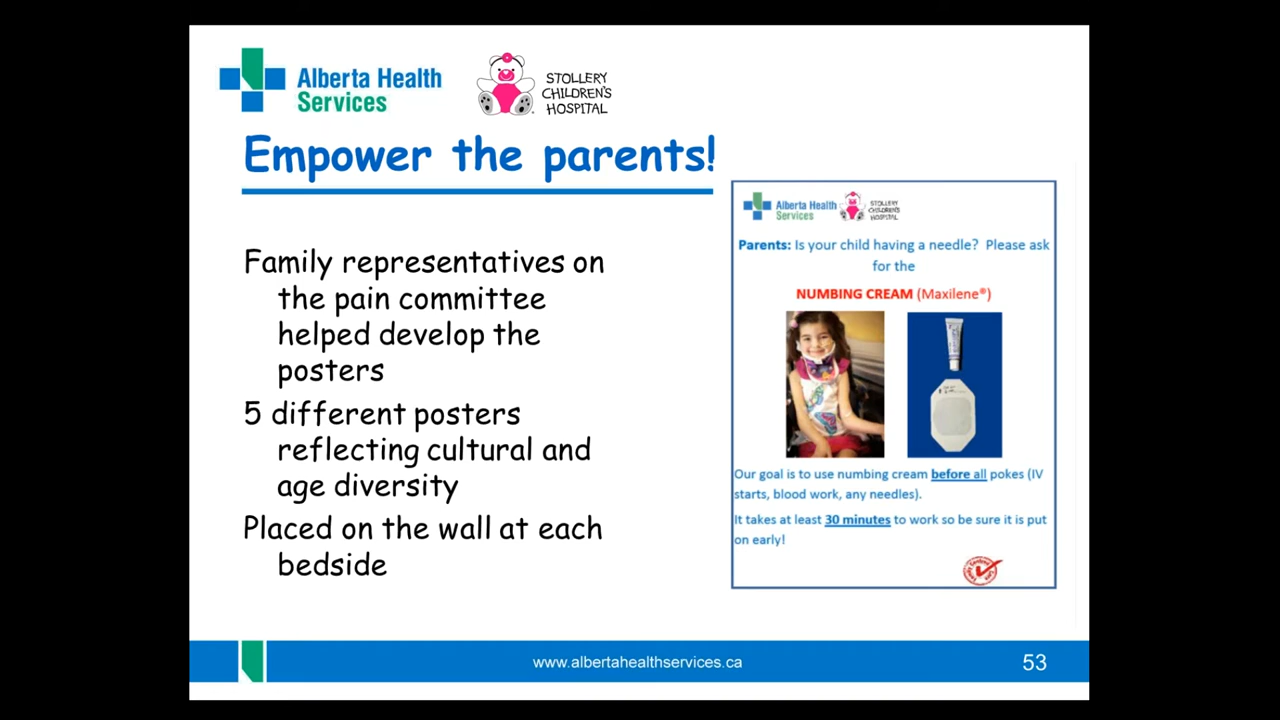 Alberta Health
Services
STOLLERY
CHILDREN'S
HOSPITAL
Empower the parents!
Family representatives on
the pain committee
helped develop the
posters
5 different posters
reflecting cultural and
age diversity
Placed on the wall at each
bedside
Alberta Health
Services
STOLLERY
CHILDREN'S
HOSPITAL
Parents: Is your child having a needle? Please ask
for the
NUMBING CREAM (Maxilene®)
Our goal is to use numbing cream before all pokes (IV
starts, blood work, any needles).
It takes at least 30 minutes to work so be sure it is put
on early!
www.albertahealthservices.ca
53